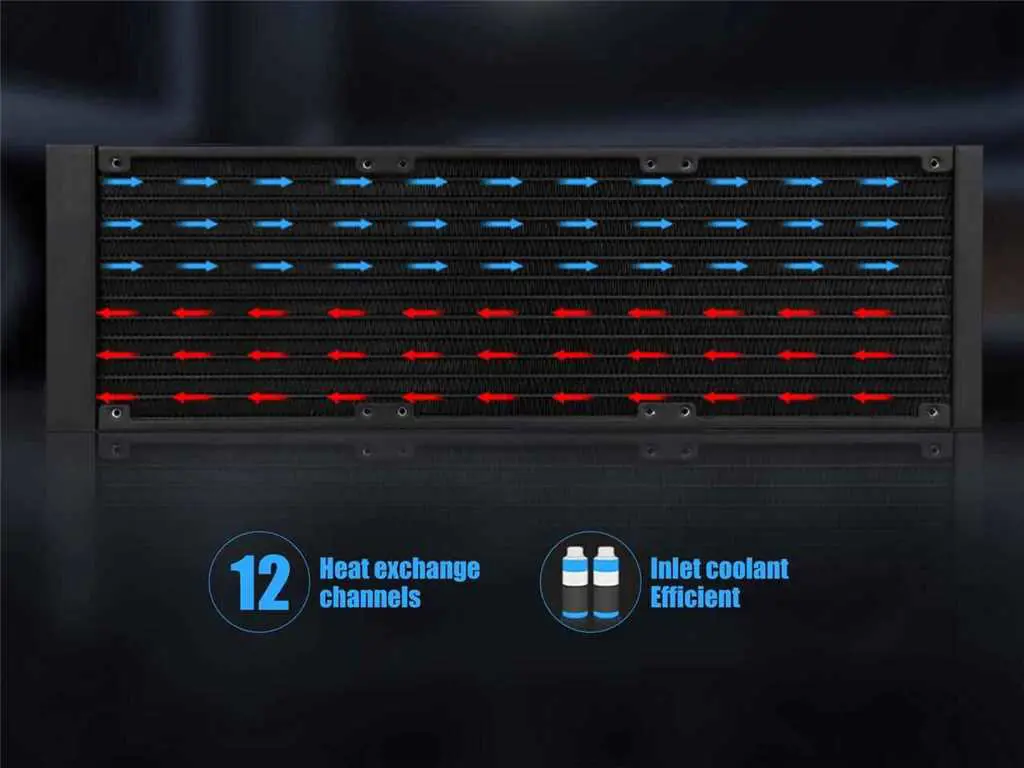 12
Heat exchange
channels
Inlet coolant
Efficient